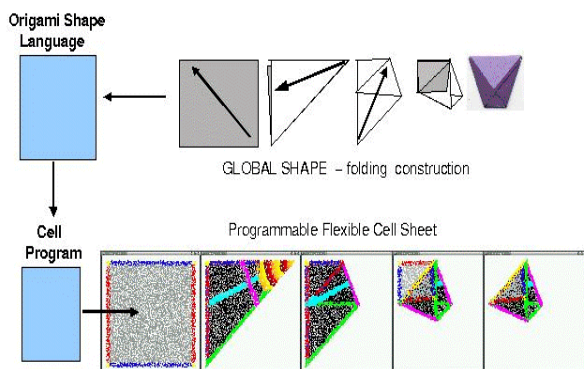 Origami Shape
Language
GLOBAL SHAPE – folding construction
Cell
Program
Programmable Flexible Cell Sheet